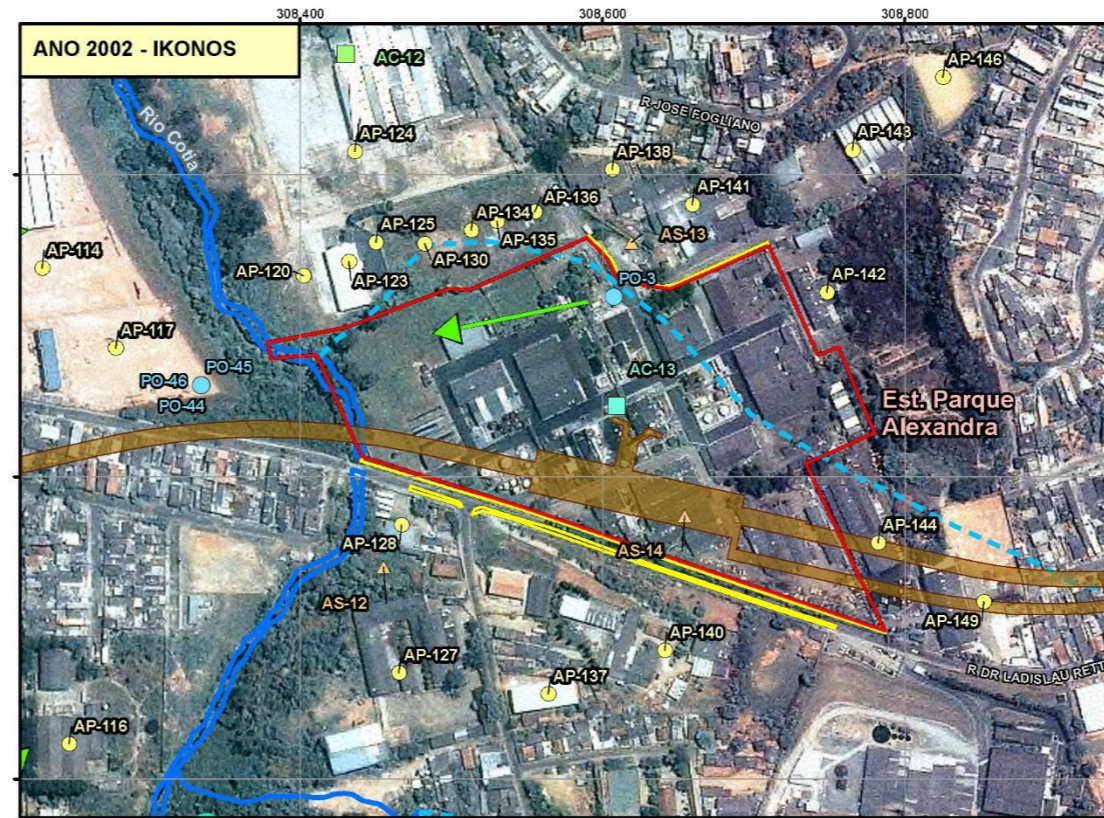 308,400
308,600
308,800
ANO 2002 - IKONOS
AC-12
AP-146
R JOSE FOGLIANO
Rio Cotia
AP-124
AP-143
AP-138
AP-141
AP-136
AP-134
AP-125
AP-135
AS-13
AP-114
AP-120
AP-123
AP-130
PO-3
AP-142
AP-117
PO-46
PO-45
PO-44
AC-13
Est. Parque
Alexandra
AP-128
AS-14
AP-144
AS-12
AP-149
AP-127
AP-140
AP-137
R DR LADISLAU RETT
AP-116